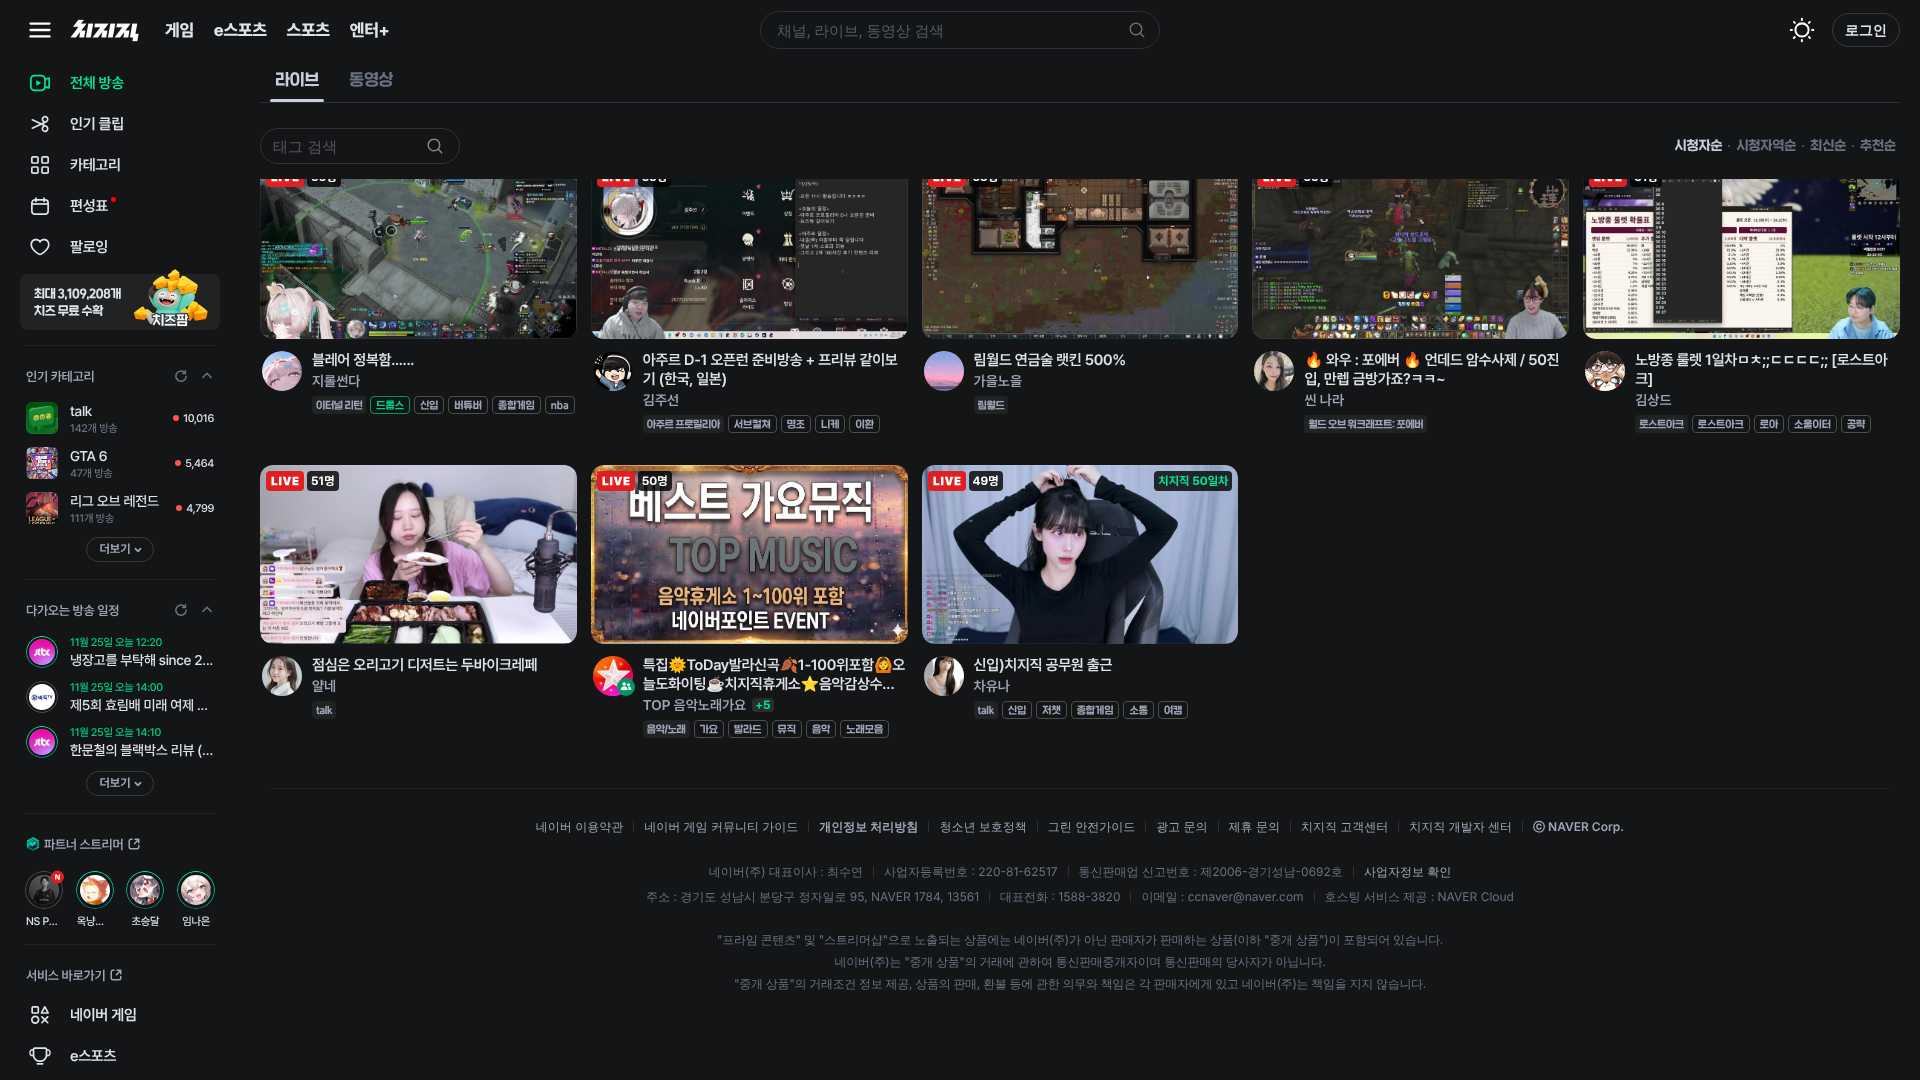 치지직
게임
e스포츠
스포츠
엔터+
채널, 라이브, 동영상 검색
로그인
전체 방송
인기 클립
카테고리
편성표
팔로잉
최대 3,109,208개
치즈 무료 수확
치즈팜
인기 카테고리
talk
142개 방송
10,016
GTA 6
47개 방송
5,464
리그 오브 레전드
111개 방송
4,799
더보기
다가오는 방송 일정
11월 25일 오늘 12:20
냉장고를 부탁해 since 2...
11월 25일 오늘 14:00
제5회 효림배 미래 여제 ...
11월 25일 오늘 14:10
한문철의 블랙박스 리뷰 (...
더보기
파트너 스트리머
N
NS P...
옥냥...
초승달
임나은
서비스 바로가기
네이버 게임
e스포츠
라이브
동영상
태그 검색
시청자순 · 시청자역순 · 최신순 · 추천순
노방종 룰렛 확률표
블레어 정복함......
지롤썬다
이터널 리턴 드롭스 신입 버튜버 종합게임 nba
아주르 D-1 오픈런 준비방송 + 프리뷰 같이보
기 (한국, 일본)
김주선
아주르 프로밀리아 서브컬쳐 명조 니케 이환
림월드 연금술 랫킨 500%
가을노을
림월드
🔥 와우 : 포에버 🔥 언데드 암수사제 / 50진
입, 만렙 금방가죠?ㅋㅋ~
씬 나라
월드 오브 워크래프트: 포에버
노방종 룰렛 1일차ㅁㅊ;;ㄷㄷㄷㄷ;; [로스트아
크]
김상드
로스트아크 로스트아크 로아 소울이터 공략
LIVE 51명
점심은 오리고기 디저트는 두바이크레페
얄네
talk
LIVE 50명
베스트 가요뮤직
TOP MUSIC
음악휴게소 1~100위 포함
네이버포인트 EVENT
특집🌞ToDay발라신곡🍂1-100위포함🙆오
늘도화이팅☕치지직휴게소⭐음악감상수...
TOP 음악노래가요 +5
음악/노래 가요 발라드 뮤직 음악 노래모음
LIVE 49명
치지직 50일차
신입)치지직 공무원 출근
차유나
talk 신입 저챗 종합게임 소통 여캠
네이버 이용약관
네이버 게임 커뮤니티 가이드
개인정보 처리방침
청소년 보호정책
그린 안전가이드
광고 문의
제휴 문의
치지직 고객센터
치지직 개발자 센터
ⓒ NAVER Corp.
네이버(주) 대표이사 : 최수연
사업자등록번호 : 220-81-62517
통신판매업 신고번호 : 제2006-경기성남-0692호
사업자정보 확인
주소 : 경기도 성남시 분당구 정자일로 95, NAVER 1784, 13561
대표전화 : 1588-3820
이메일 : ccnaver@naver.com
호스팅 서비스 제공 : NAVER Cloud
"프라임 콘텐츠" 및 "스트리머샵"으로 노출되는 상품에는 네이버(주)가 아닌 판매자가 판매하는 상품(이하 "중개 상품")이 포함되어 있습니다.
네이버(주)는 "중개 상품"의 거래에 관하여 통신판매중개자이며 통신판매의 당사자가 아닙니다.
"중개 상품"의 거래조건 정보 제공, 상품의 판매, 환불 등에 관한 의무와 책임은 각 판매자에게 있고 네이버(주)는 책임을 지지 않습니다.